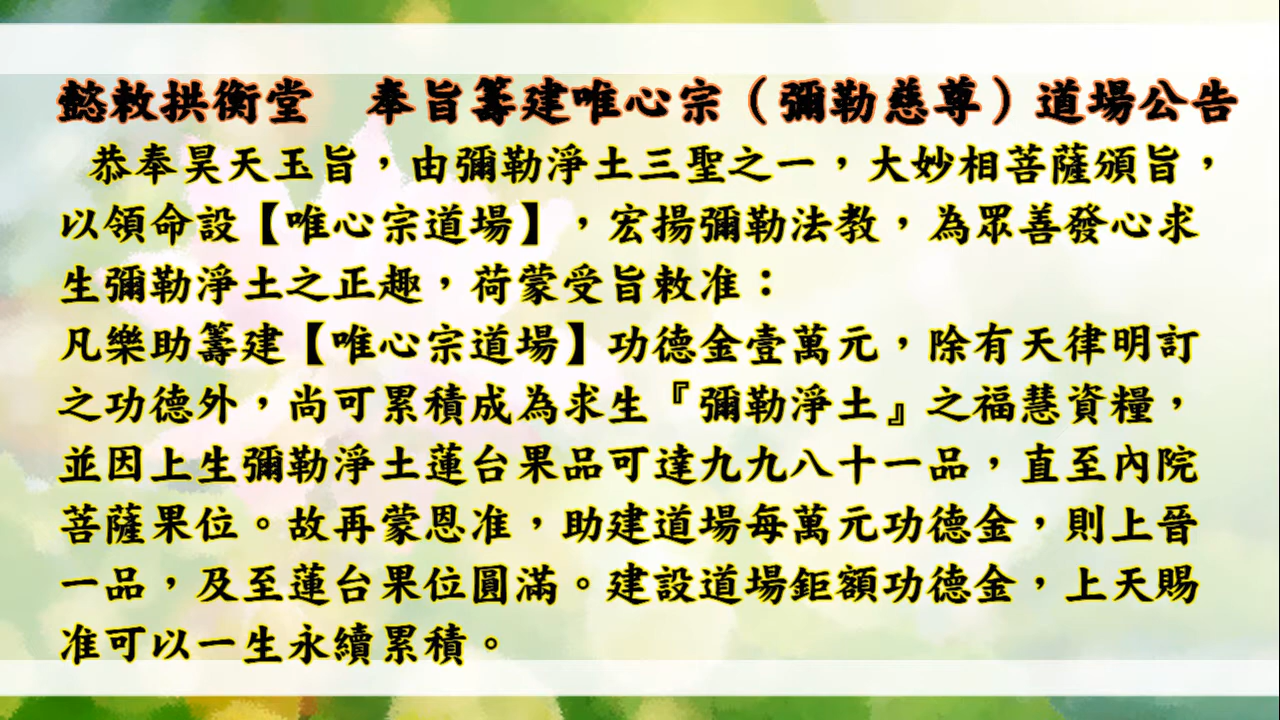 懿敕拱衡堂　奉旨籌建唯心宗（彌勒慈尊）道場公告
恭奉昊天玉旨，由彌勒淨土三聖之一，大妙相菩薩頒旨，
以領命設【唯心宗道場】，宏揚彌勒法教，為眾善發心求
生彌勒淨土之正趣，荷蒙受旨敕准：
凡樂助籌建【唯心宗道場】功德金壹萬元，除有天律明訂
之功德外，尚可累積成為求生『彌勒淨土』之福慧資糧，
並因上生彌勒淨土蓮台果品可達九九八十一品，直至內院
菩薩果位。故再蒙恩准，助建道場每萬元功德金，則上晉
一品，及至蓮台果位圓滿。建設道場鉅額功德金，上天賜
准可以一生永續累積。